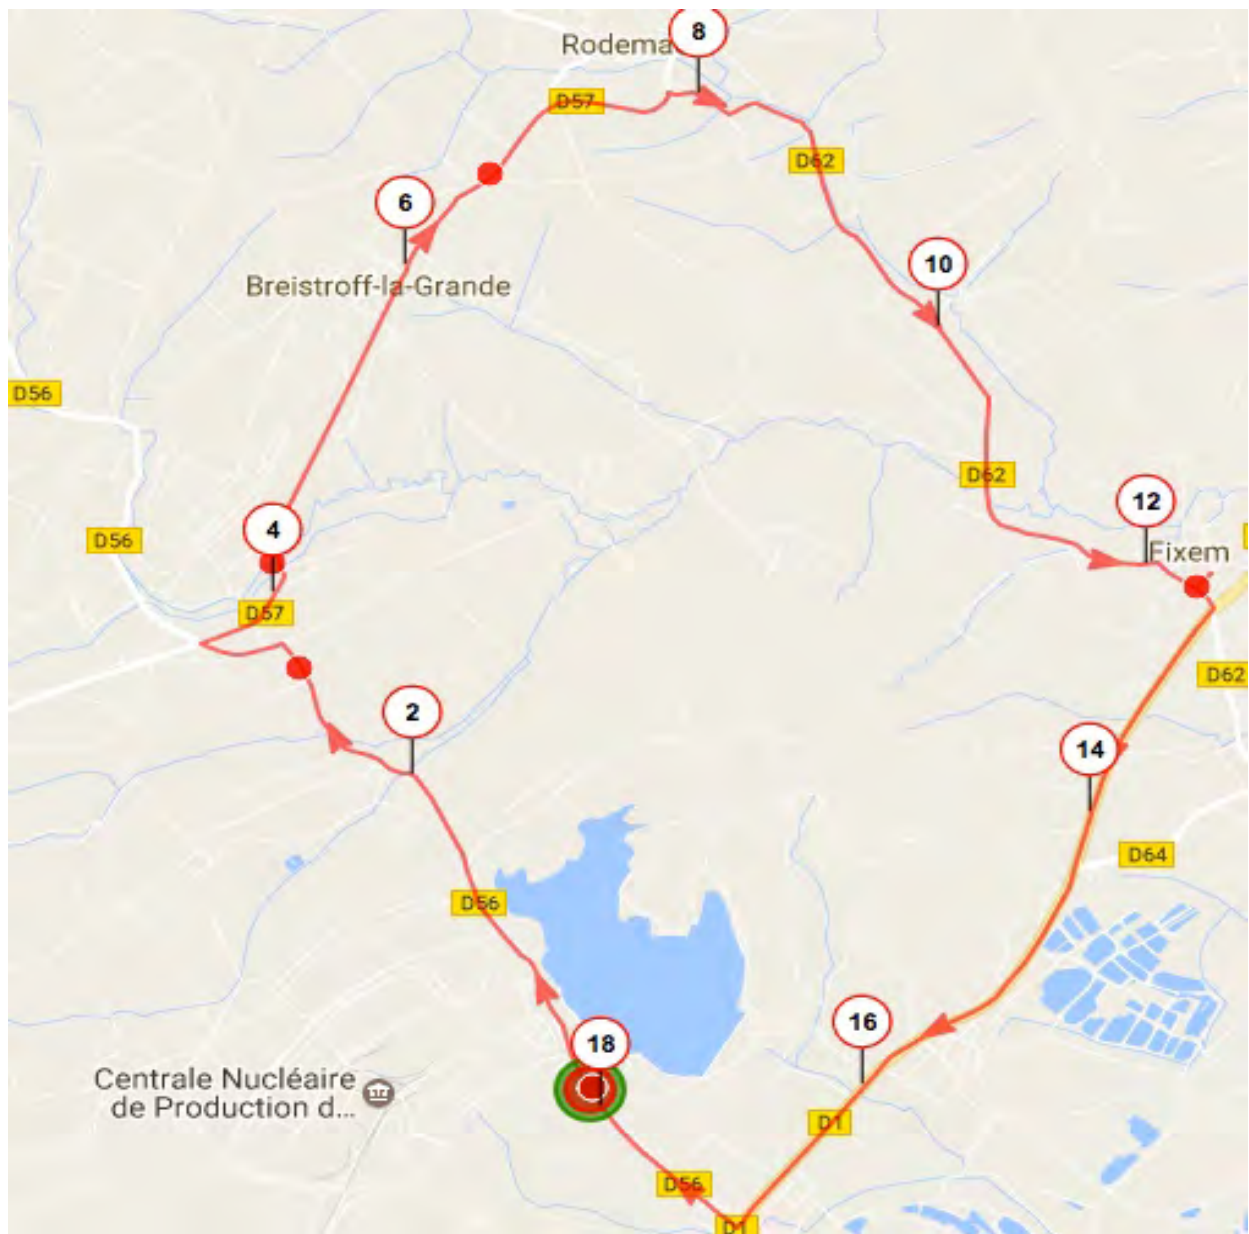 8
Rodema
D57
D62
6
10
Breistroff-la-Grande
D56
D62
12
4
D56
Fixem
D57
D62
2
14
D64
D56
16
18
Centrale Nucléaire
de Production d...
D1
D56
D1